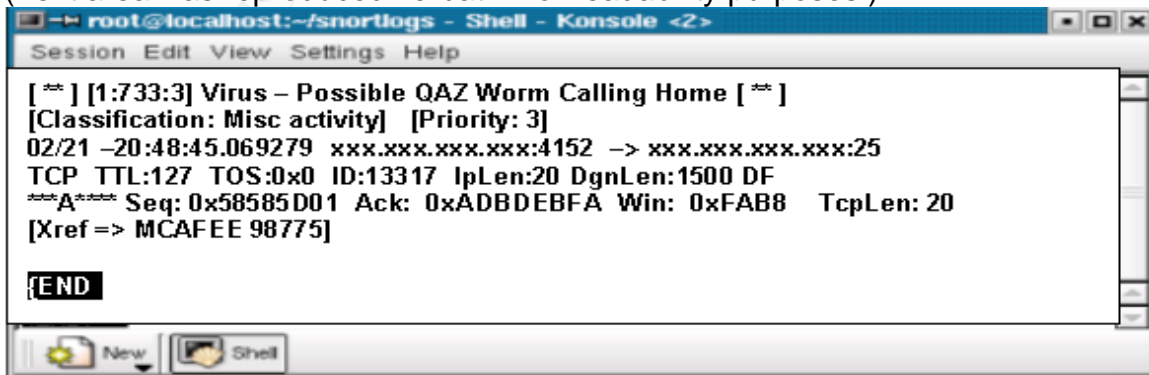 root@localhost:~/snortlogs - Shell - Konsole <2>
Session Edit View Settings Help
[ ** ] [1:733:3] Virus – Possible QAZ Worm Calling Home [ ** ]
[Classification: Misc activity] [Priority: 3]
02/21 –20:48:45.069279 xxx.xxx.xxx.xxx:4152 –> xxx.xxx.xxx.xxx:25
TCP TTL:127 TOS:0x0 ID:13317 IpLen:20 DgnLen:1500 DF
***A**** Seq: 0x58585D01 Ack: 0xADBDEBFA Win: 0xFAB8 TcpLen: 20
[Xref => MCAFEE 98775]
{END
New Shell